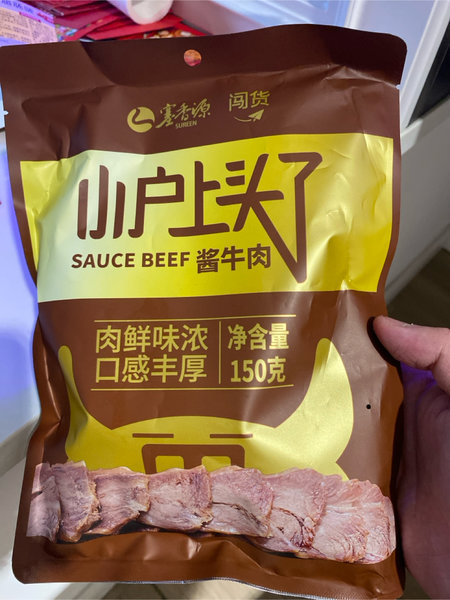 塞香源
SUREEN
闯货
小户上头了
SAUCE BEEF 酱牛肉
肉鲜味浓
口感丰厚
净含量
150克